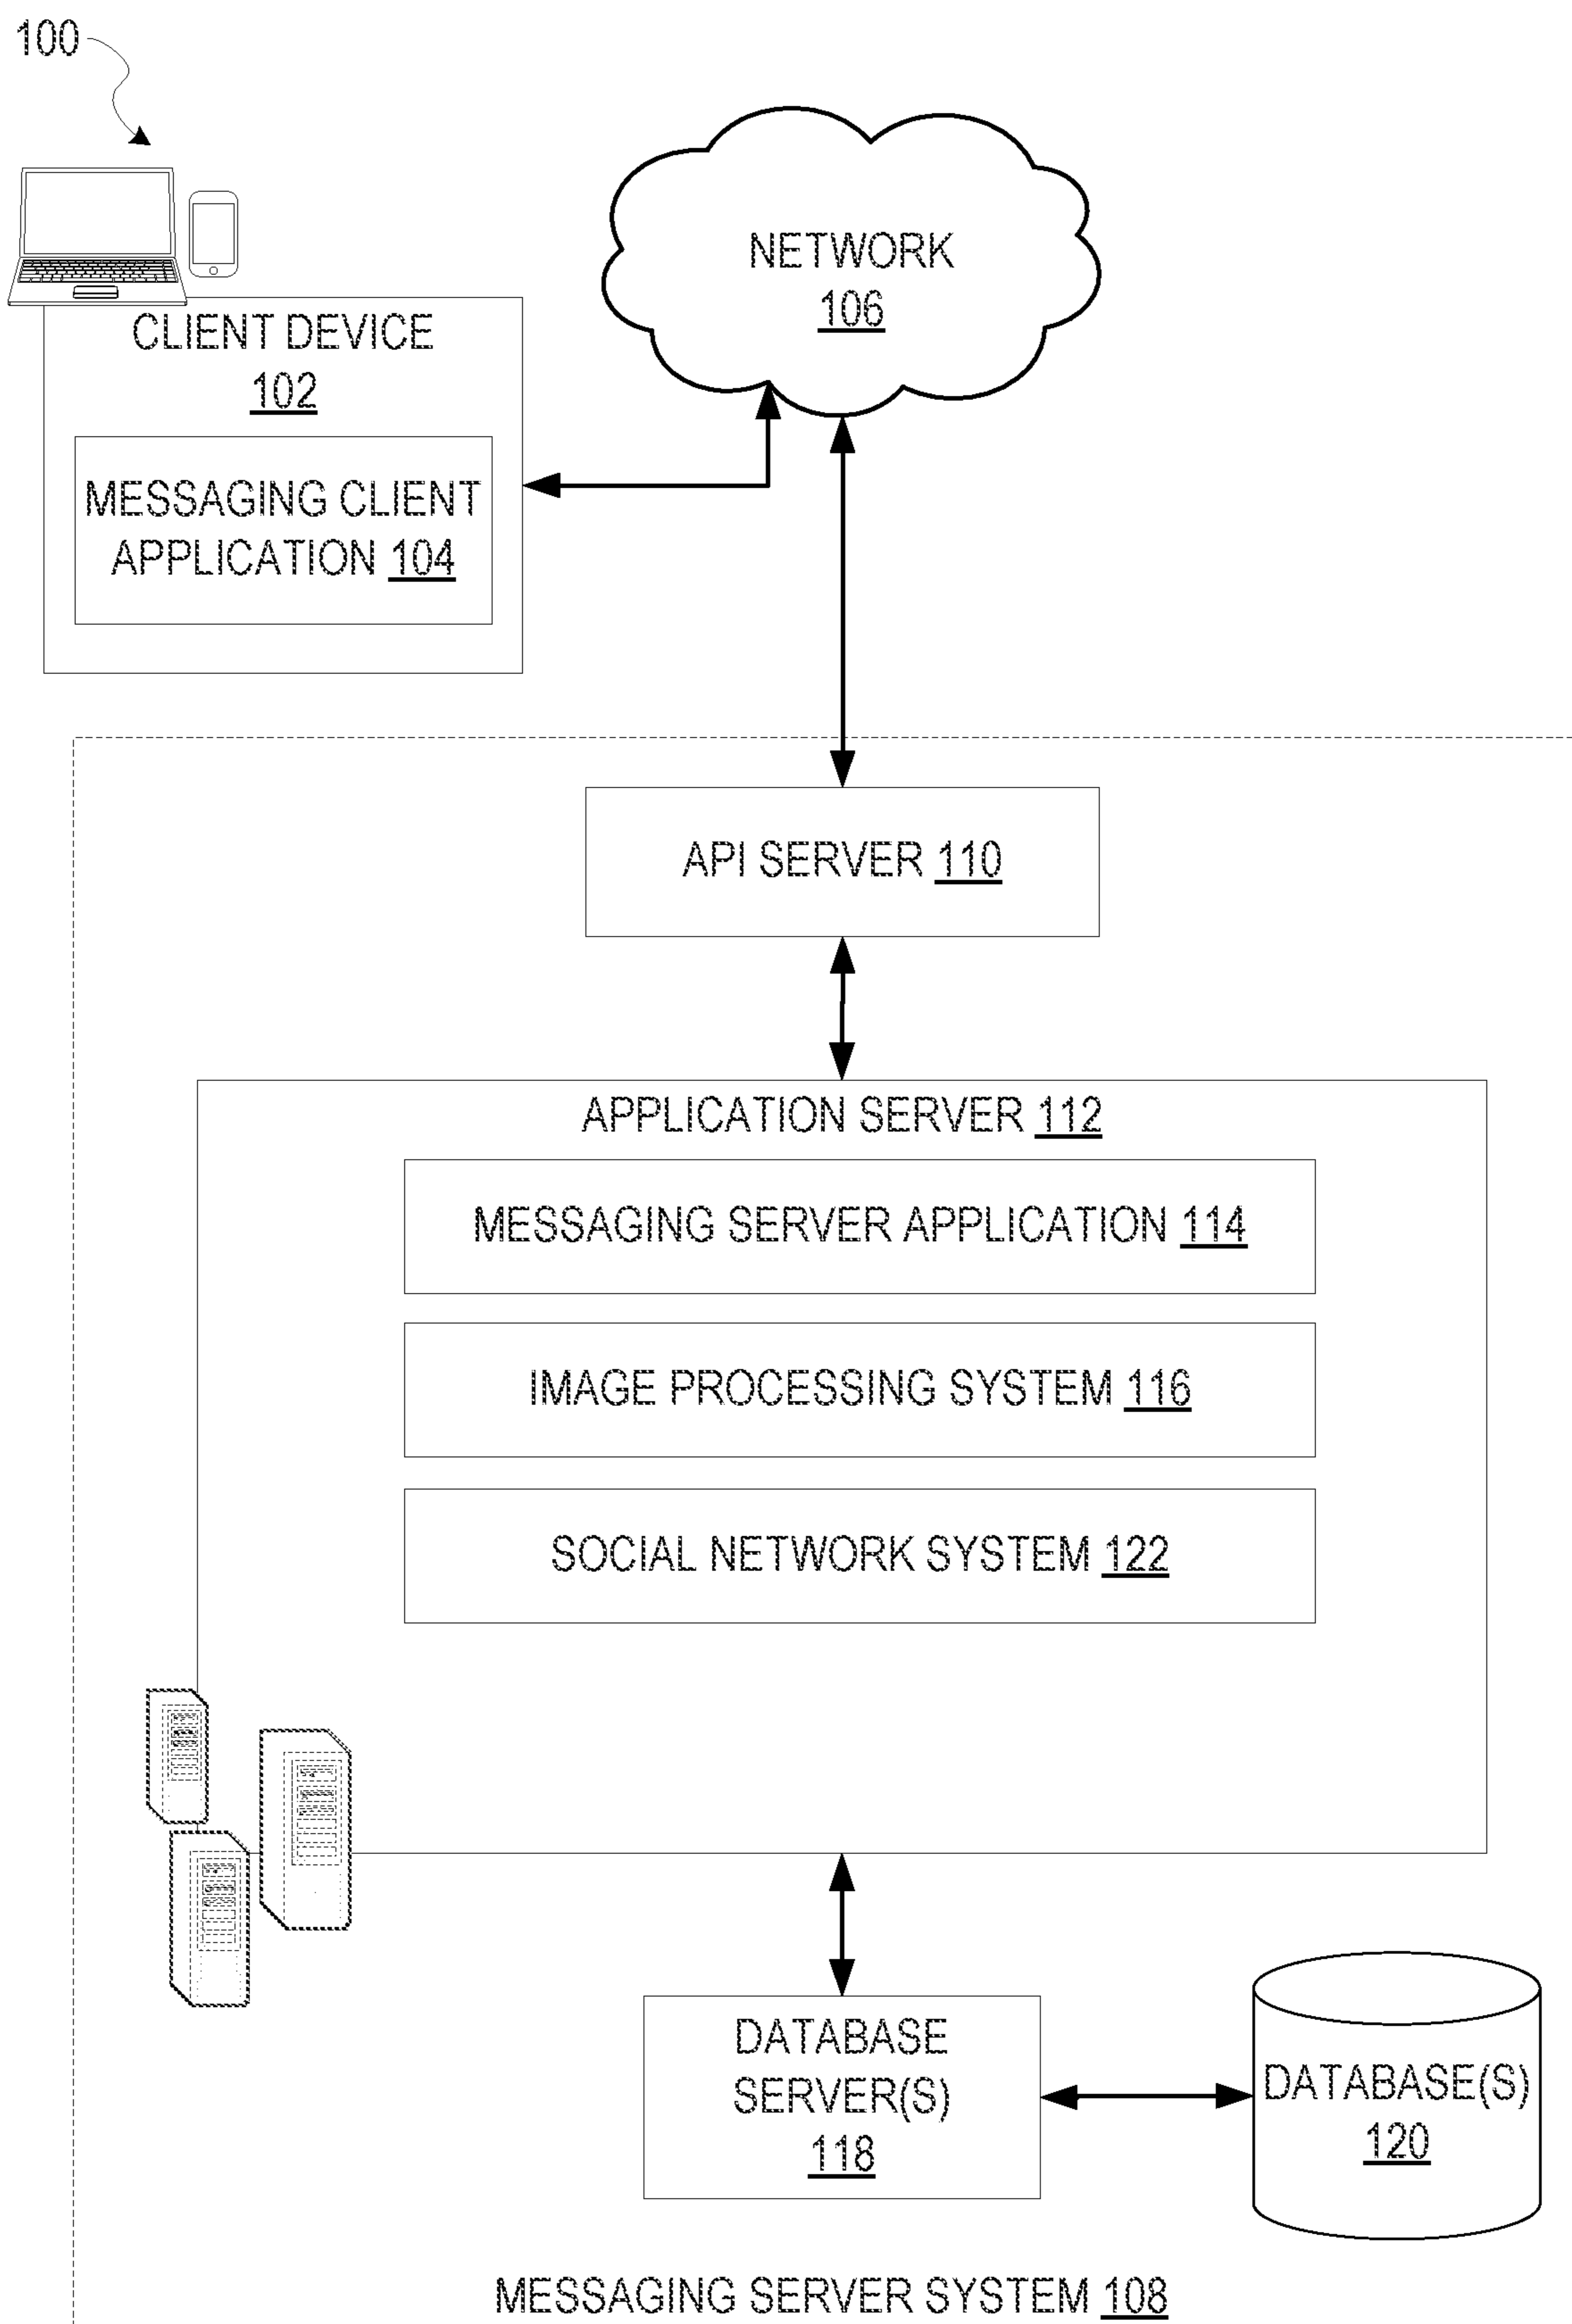 100
NETWORK
106
CLIENT DEVICE
102
MESSAGING CLIENT
APPLICATION 104
API SERVER 110
APPLICATION SERVER 112
MESSAGING SERVER APPLICATION 114
IMAGE PROCESSING SYSTEM 116
SOCIAL NETWORK SYSTEM 122
DATABASE
SERVER(S)
118
DATABASE(S)
120
MESSAGING SERVER SYSTEM 108